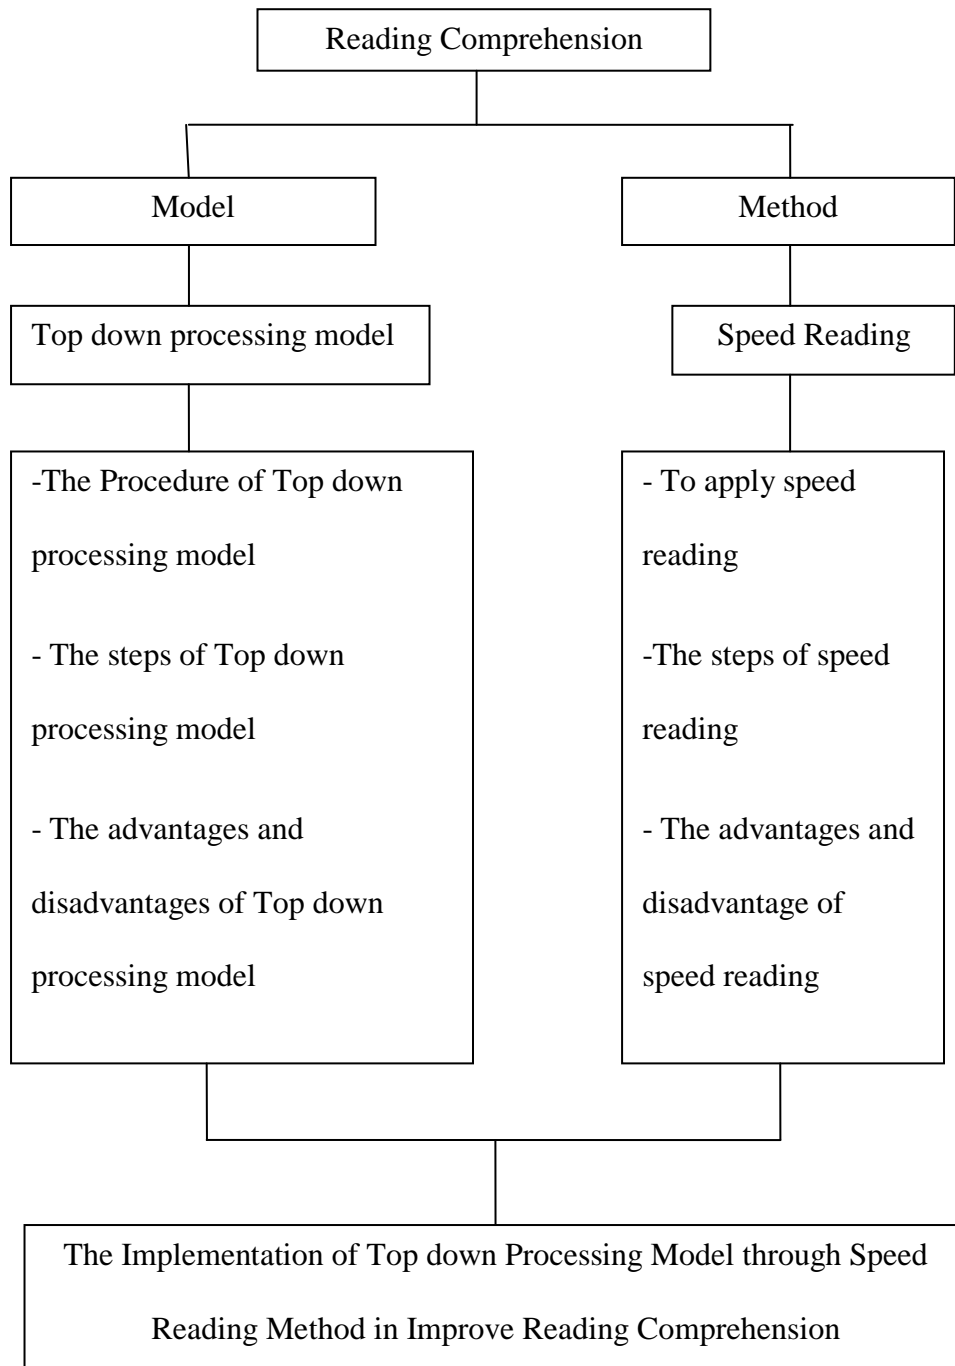 Reading Comprehension
Model
Method
Top down processing model
Speed Reading
-The Procedure of Top down
processing model
- The steps of Top down
processing model
- The advantages and
disadvantages of Top down
processing model
- To apply speed
reading
-The steps of speed
reading
- The advantages and
disadvantage of
speed reading
The Implementation of Top down Processing Model through Speed
Reading Method in Improve Reading Comprehension